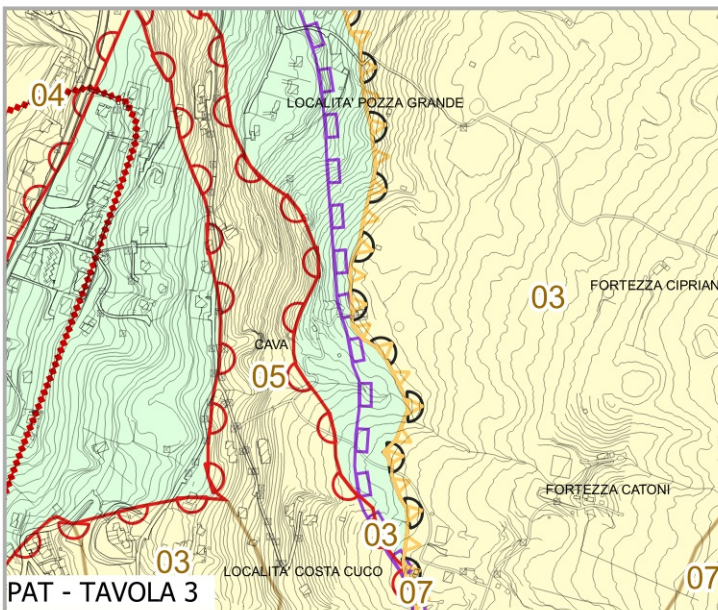 04
LOCALITA' POZZA GRANDE
03
FORTEZZA CIPRIAN
CAVA
05
FORTEZZA CATONI
03
03
LOCALITA' COSTA CUCO
07
07
PAT - TAVOLA 3